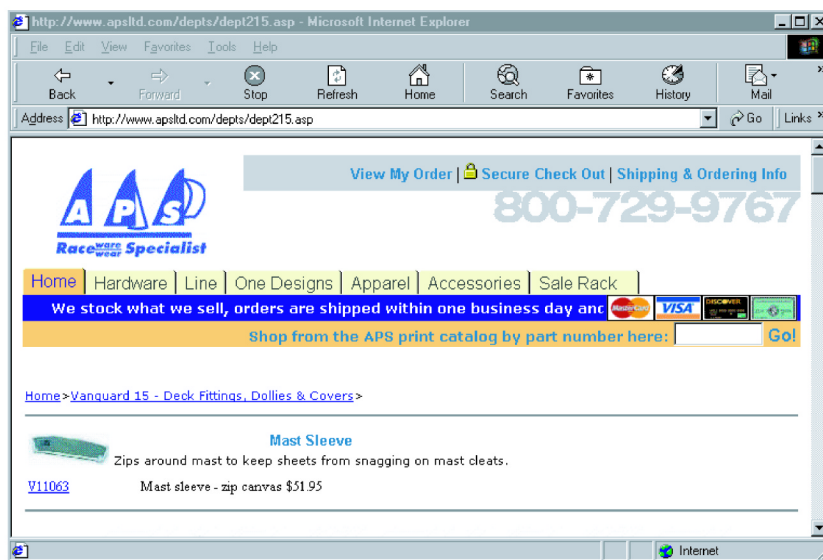 http://www.apsltd.com/depts/dept215.asp - Microsoft Internet Explorer
File Edit View Favorites Tools Help
Back Forward Stop Refresh Home Search Favorites History Mail
Address http://www.apsltd.com/depts/dept215.asp Go Links
View My Order | Secure Check Out | Shipping & Ordering Info
800-729-9767
APS
Raceware wear Specialist
Home Hardware Line One Designs Apparel Accessories Sale Rack
We stock what we sell, orders are shipped within one business day and MasterCard VISA DISCOVER
Shop from the APS print catalog by part number here: Go!
Home>Vanguard 15 - Deck Fittings, Dollies & Covers>
Mast Sleeve
Zips around mast to keep sheets from snagging on mast cleats.
V11063 Mast sleeve - zip canvas $51.95
Internet